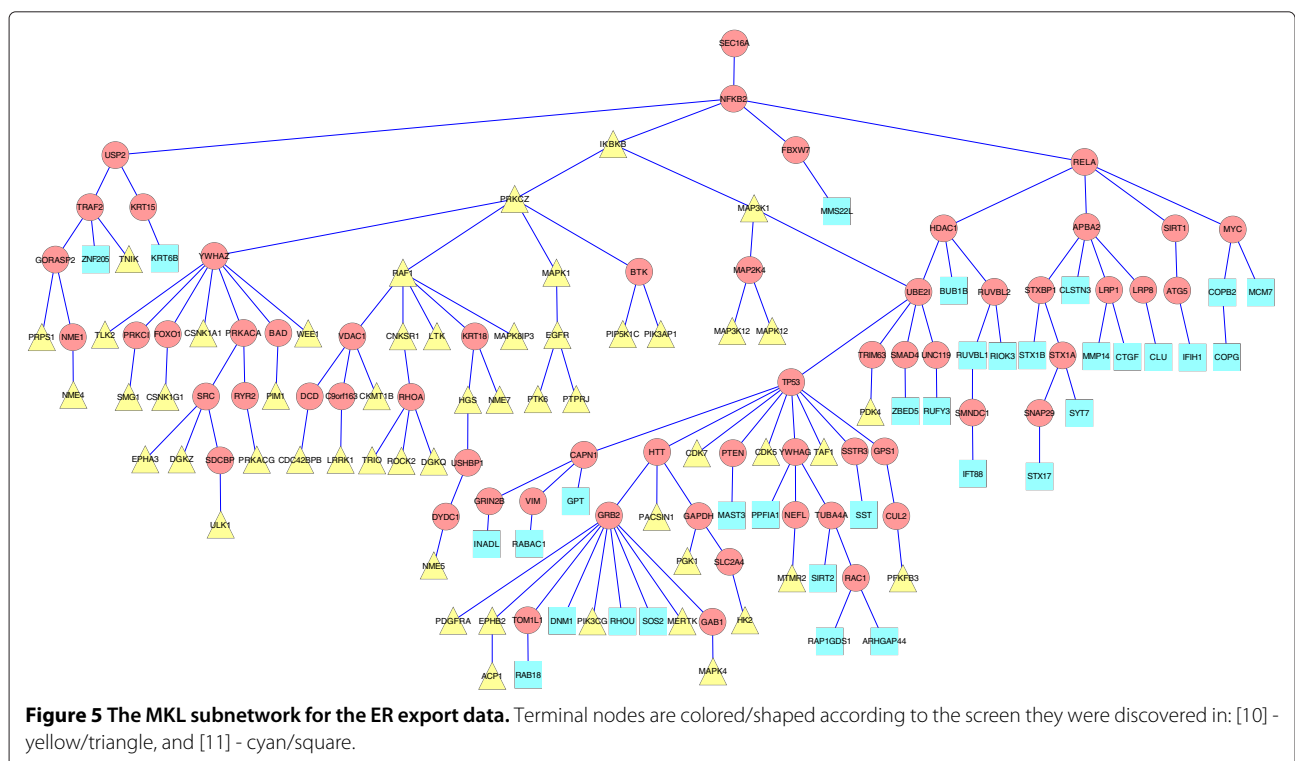 SEC16A
NFKB2
USP2
IKBKB
FBXW7
RELA
TRAF2
KRT15
PRKCZ
MAP3K1
MMS22L
HDAC1
APBA2
SIRT1
MYC
GORASP2
ZNF205
TNIK
KRT6B
YWHAZ
RAF1
MAPK1
BTK
MAP2K4
UBE2I
BUB1B
RUVBL2
STXBP1
CLSTN3
LRP1
LRP8
ATG5
COPB2
MCM7
PRPS1
NME1
TLK2
PRKCI
FOXO1
CSNK1A1
PRKACA
BAD
WEE1
VDAC1
CNKSR1
LTK
KRT18
MAPK8IP3
EGFR
PIP5K1C
PIK3AP1
MAP3K12
MAPK12
TRIM63
SMAD4
UNC119
RUVBL1
RIOK3
STX1B
STX1A
MMP14
CTGF
CLU
IFIH1
COPG
NME4
SMG1
CSNK1G1
SRC
RYR2
PIM1
DCD
C9orf163
CKMT1B
RHOA
HGS
NME7
PTK6
PTPRJ
TP53
PDK4
ZBED5
RUFY3
SMNDC1
SNAP29
SYT7
EPHA3
DGKZ
SDCBP
PRKACG
CDC42BPB
LRRK1
TRIO
ROCK2
DGKQ
USHBP1
CAPN1
HTT
CDK7
PTEN
CDK5
YWHAG
TAF1
SSTR3
GPS1
IFT88
STX17
ULK1
DYDC1
GRIN2B
VIM
GPT
GRB2
PACSIN1
GAPDH
MAST3
PPFIA1
NEFL
TUBA4A
SST
CUL2
NME5
INADL
RABAC1
PGK1
SLC2A4
MTMR2
SIRT2
RAC1
PFKFB3
PDGFRA
EPHB2
TOM1L1
DNM1
PIK3CG
RHOU
SOS2
MERTK
GAB1
HK2
RAP1GDS1
ARHGAP44
ACP1
RAB18
MAPK4
Figure 5 The MKL subnetwork for the ER export data. Terminal nodes are colored/shaped according to the screen they were discovered in: [10] -
yellow/triangle, and [11] - cyan/square.